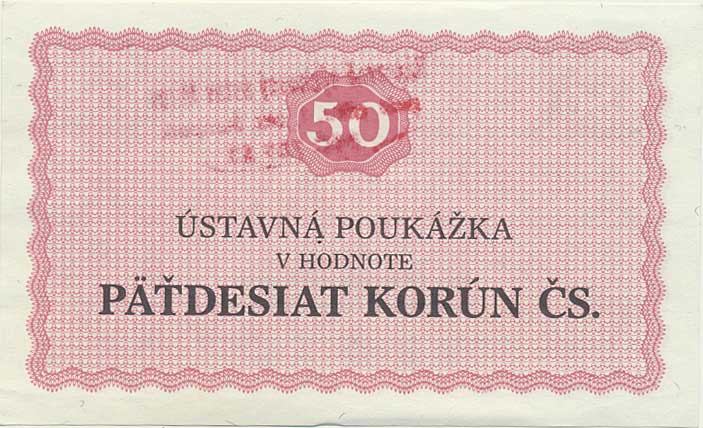 50
ÚSTAVNÁ POUKÁŽKA
V HODNOTE
PÄŤDESIAT KORÚN ČS.